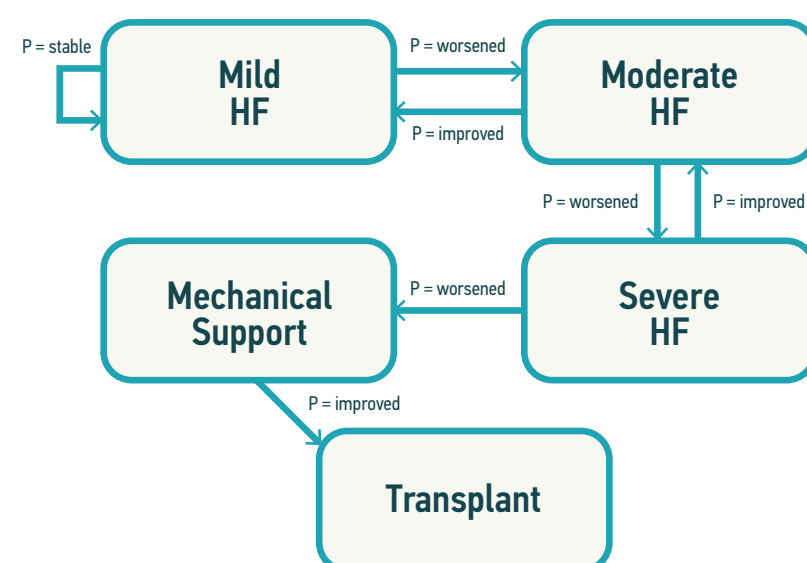 P = stable
Mild
HF
P = worsened
P = improved
Moderate
HF
P = worsened
P = improved
Mechanical
Support
P = worsened
Severe
HF
P = improved
Transplant